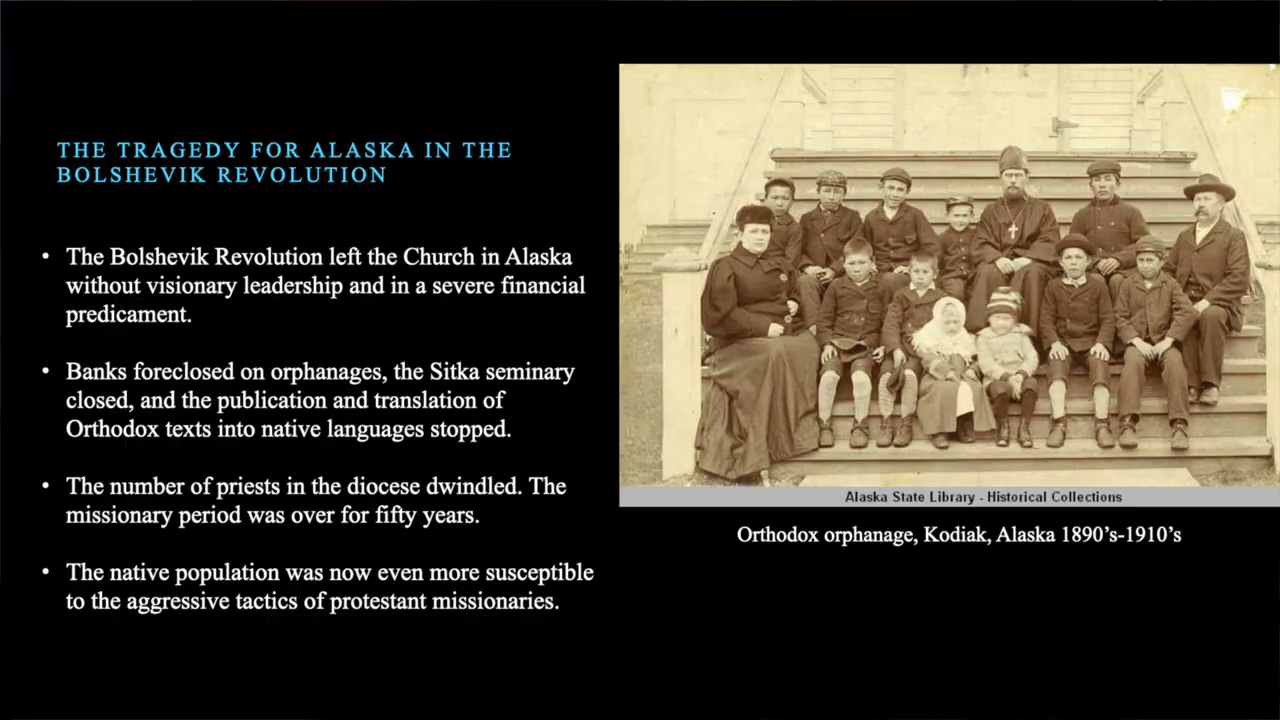 THE TRAGEDY FOR ALASKA IN THE
BOLSHEVIK REVOLUTION
• The Bolshevik Revolution left the Church in Alaska
without visionary leadership and in a severe financial
predicament.
• Banks foreclosed on orphanages, the Sitka seminary
closed, and the publication and translation of
Orthodox texts into native languages stopped.
• The number of priests in the diocese dwindled. The
missionary period was over for fifty years.
• The native population was now even more susceptible
to the aggressive tactics of protestant missionaries.
Alaska State Library - Historical Collections
Orthodox orphanage, Kodiak, Alaska 1890’s-1910’s